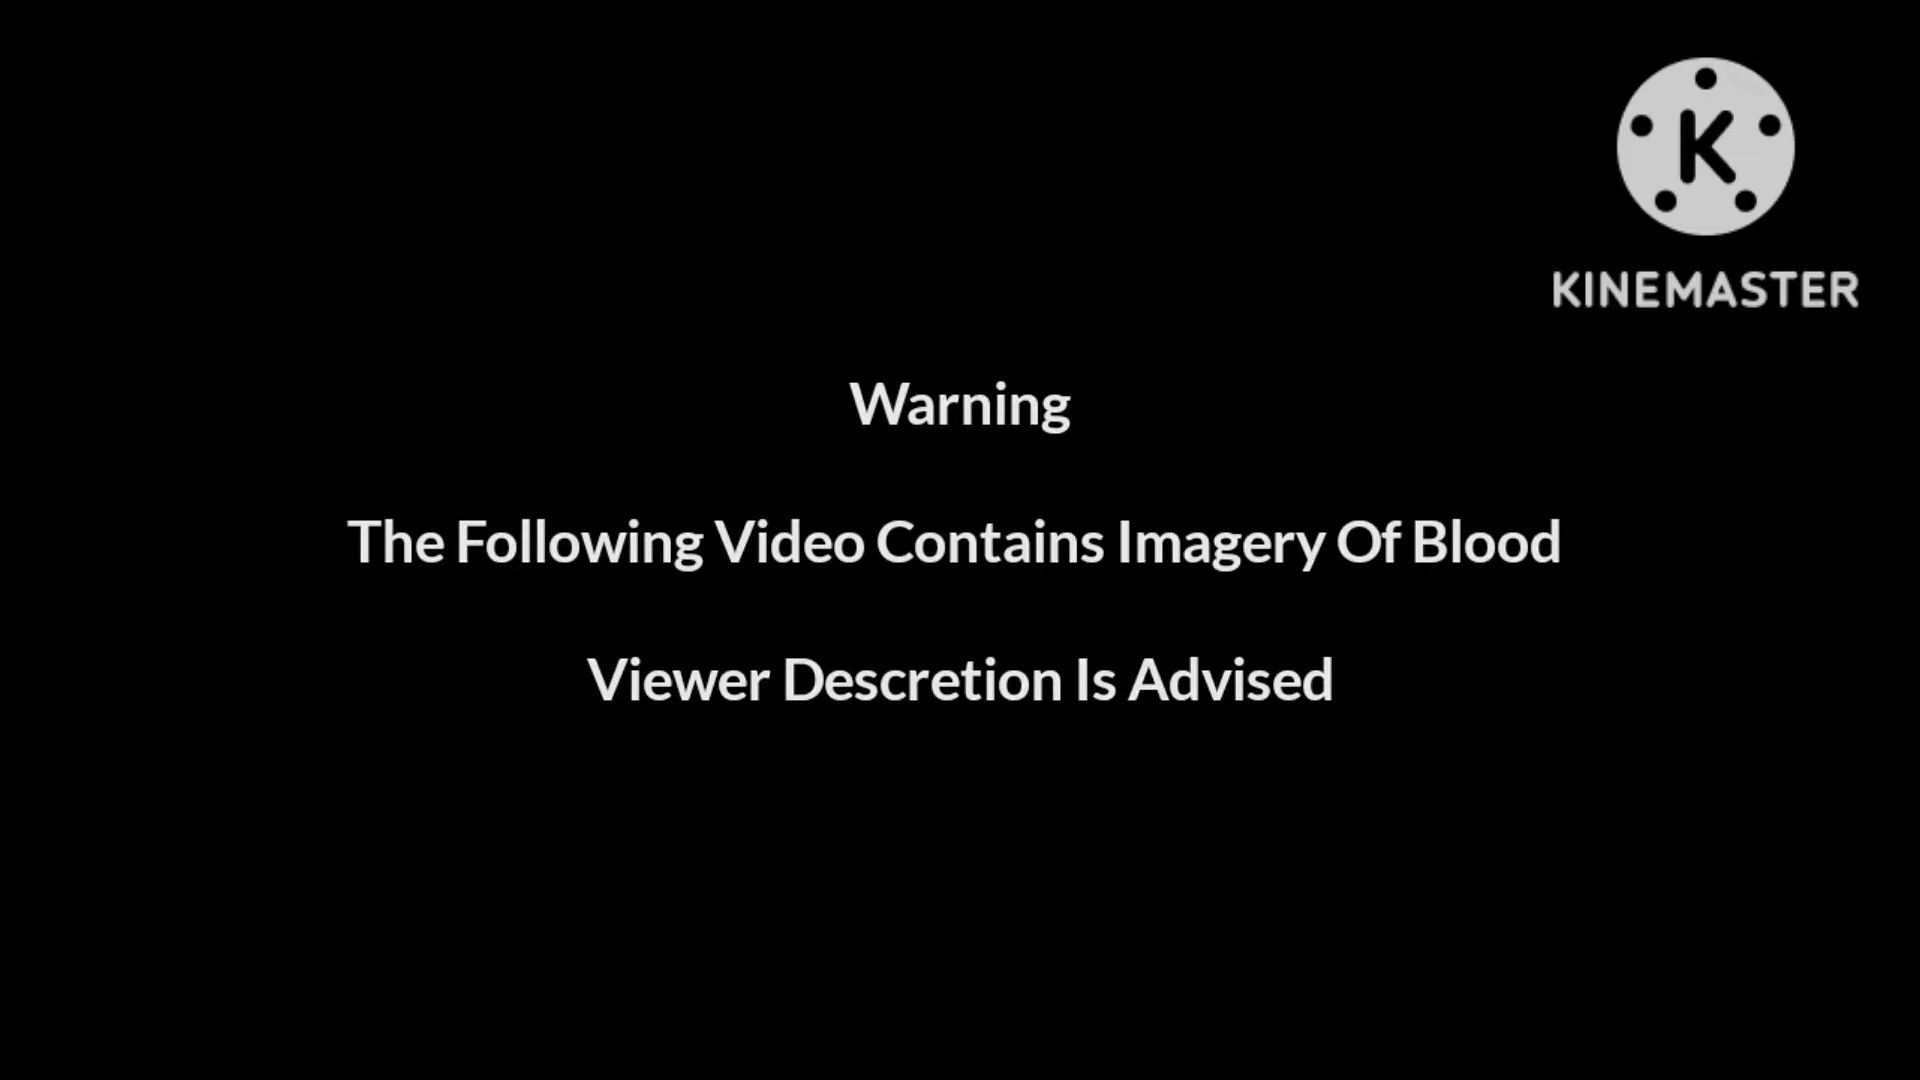 K
KINEMASTER
Warning
The Following Video Contains Imagery Of Blood
Viewer Descretion Is Advised